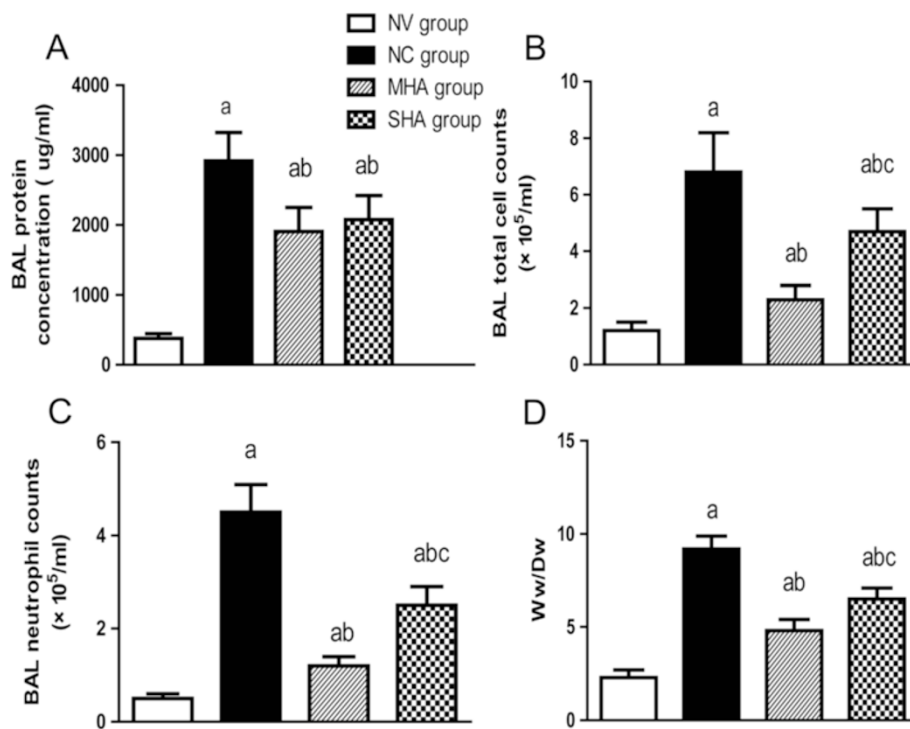 NV group
NC group
MHA group
SHA group
A
BAL protein
concentration ( ug/ml)
4000
3000
2000
1000
0
a
ab
ab
B
BAL total cell counts
(× 10⁵/ml)
10
8
6
4
2
0
a
ab
abc
C
BAL neutrophil counts
(× 10⁵/ml)
6
4
2
0
a
ab
abc
D
Ww/Dw
15
10
5
0
a
ab
abc